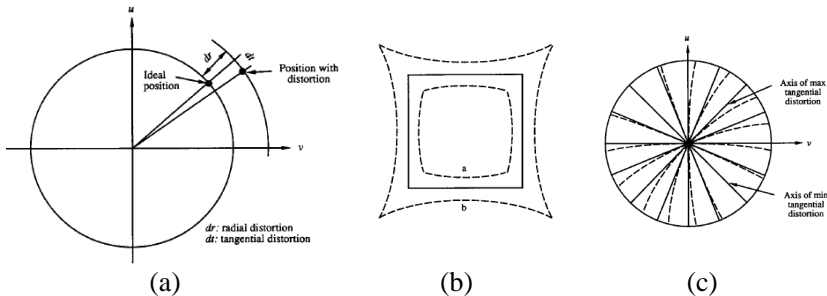 u
dr
dt
Ideal
position
Position with
distortion
v
dr: radial distortion
dt: tangential distortion
(a)
a
b
(b)
u
Axis of max
tangential
distortion
v
Axis of min
tangential
distortion
(c)